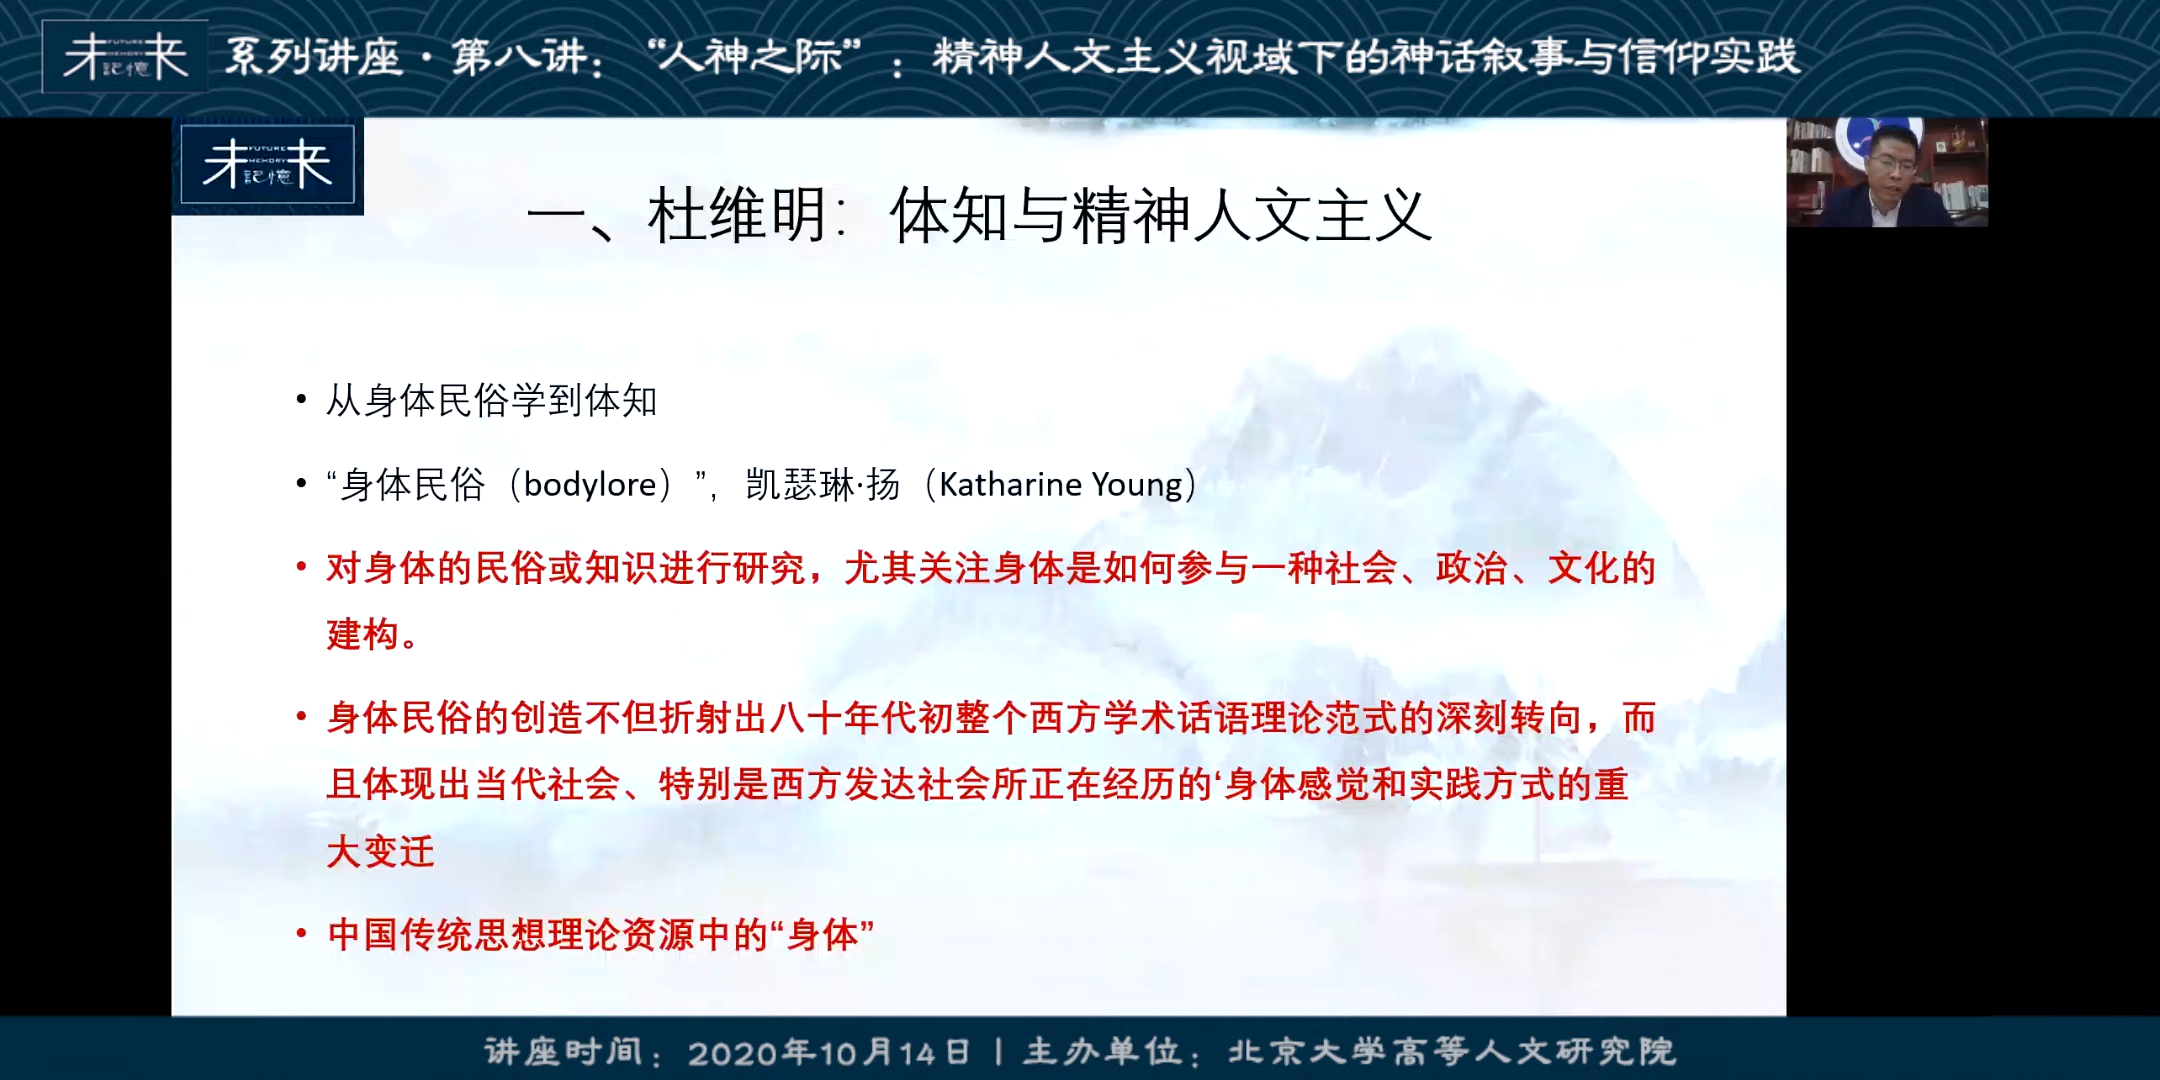 未来
記憶
系列讲座·第八讲：“人神之际”：精神人文主义视域下的神话叙事与信仰实践
未来
FUTURE
MEMORY
記憶
一、杜维明：体知与精神人文主义
• 从身体民俗学到体知
• “身体民俗（bodylore）”，凯瑟琳·扬（Katharine Young）
• 对身体的民俗或知识进行研究，尤其关注身体是如何参与一种社会、政治、文化的
建构。
• 身体民俗的创造不但折射出八十年代初整个西方学术话语理论范式的深刻转向，而
且体现出当代社会、特别是西方发达社会所正在经历的‘身体感觉和实践方式的重
大变迁
• 中国传统思想理论资源中的“身体”
讲座时间：2020年10月14日丨主办单位：北京大学高等人文研究院